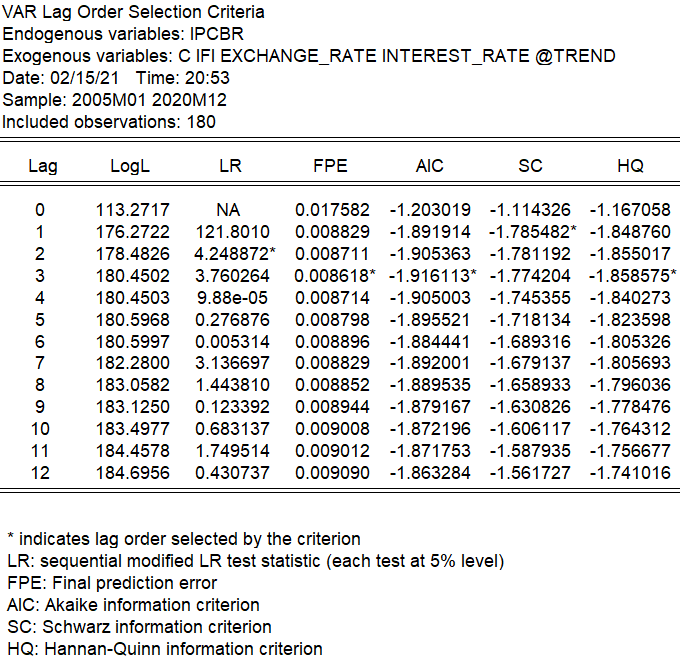 VAR Lag Order Selection Criteria
Endogenous variables: IPCBR
Exogenous variables: C IFI EXCHANGE_RATE INTEREST_RATE @TREND
Date: 02/15/21 Time: 20:53
Sample: 2005M01 2020M12
Included observations: 180
Lag LogL LR FPE AIC SC HQ
0 113.2717 NA 0.017582 -1.203019 -1.114326 -1.167058
1 176.2722 121.8010 0.008829 -1.891914 -1.785482* -1.848760
2 178.4826 4.248872* 0.008711 -1.905363 -1.781192 -1.855017
3 180.4502 3.760264 0.008618* -1.916113* -1.774204 -1.858575*
4 180.4503 9.88e-05 0.008714 -1.905003 -1.745355 -1.840273
5 180.5968 0.276876 0.008798 -1.895521 -1.718134 -1.823598
6 180.5997 0.005314 0.008896 -1.884441 -1.689316 -1.805326
7 182.2800 3.136697 0.008829 -1.892001 -1.679137 -1.805693
8 183.0582 1.443810 0.008852 -1.889535 -1.658933 -1.796036
9 183.1250 0.123392 0.008944 -1.879167 -1.630826 -1.778476
10 183.4977 0.683137 0.009008 -1.872196 -1.606117 -1.764312
11 184.4578 1.749514 0.009012 -1.871753 -1.587935 -1.756677
12 184.6956 0.430737 0.009090 -1.863284 -1.561727 -1.741016
* indicates lag order selected by the criterion
LR: sequential modified LR test statistic (each test at 5% level)
FPE: Final prediction error
AIC: Akaike information criterion
SC: Schwarz information criterion
HQ: Hannan-Quinn information criterion